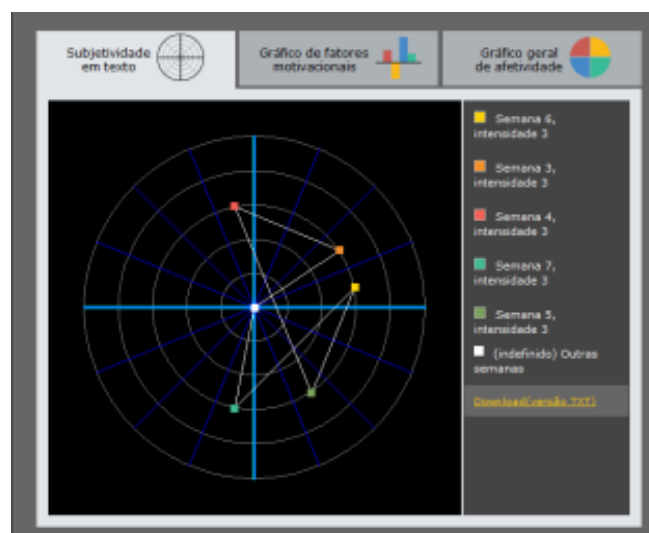 Subjetividade
em texto
Gráfico de fatores
motivacionais
Gráfico geral
de afetividade
Semana 6,
intensidade 3
Semana 3,
intensidade 3
Semana 4,
intensidade 3
Semana 7,
intensidade 3
Semana 5,
intensidade 3
(indefinido) Outras
semanas
Download(versão TXT)